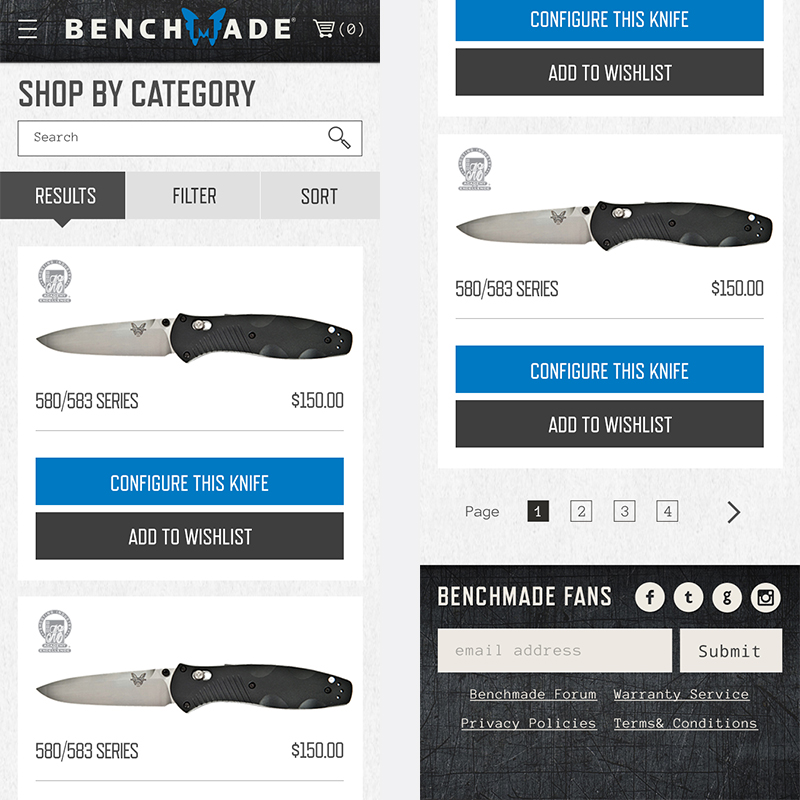 BENCHMADE®
(0)
SHOP BY CATEGORY
Search
RESULTS
FILTER
SORT
580/583 SERIES
$150.00
CONFIGURE THIS KNIFE
ADD TO WISHLIST
580/583 SERIES
$150.00
CONFIGURE THIS KNIFE
ADD TO WISHLIST
580/583 SERIES
$150.00
CONFIGURE THIS KNIFE
ADD TO WISHLIST
Page 1 2 3 4
BENCHMADE FANS
f t g
email address
Submit
Benchmade Forum Warranty Service
Privacy Policies Terms& Conditions